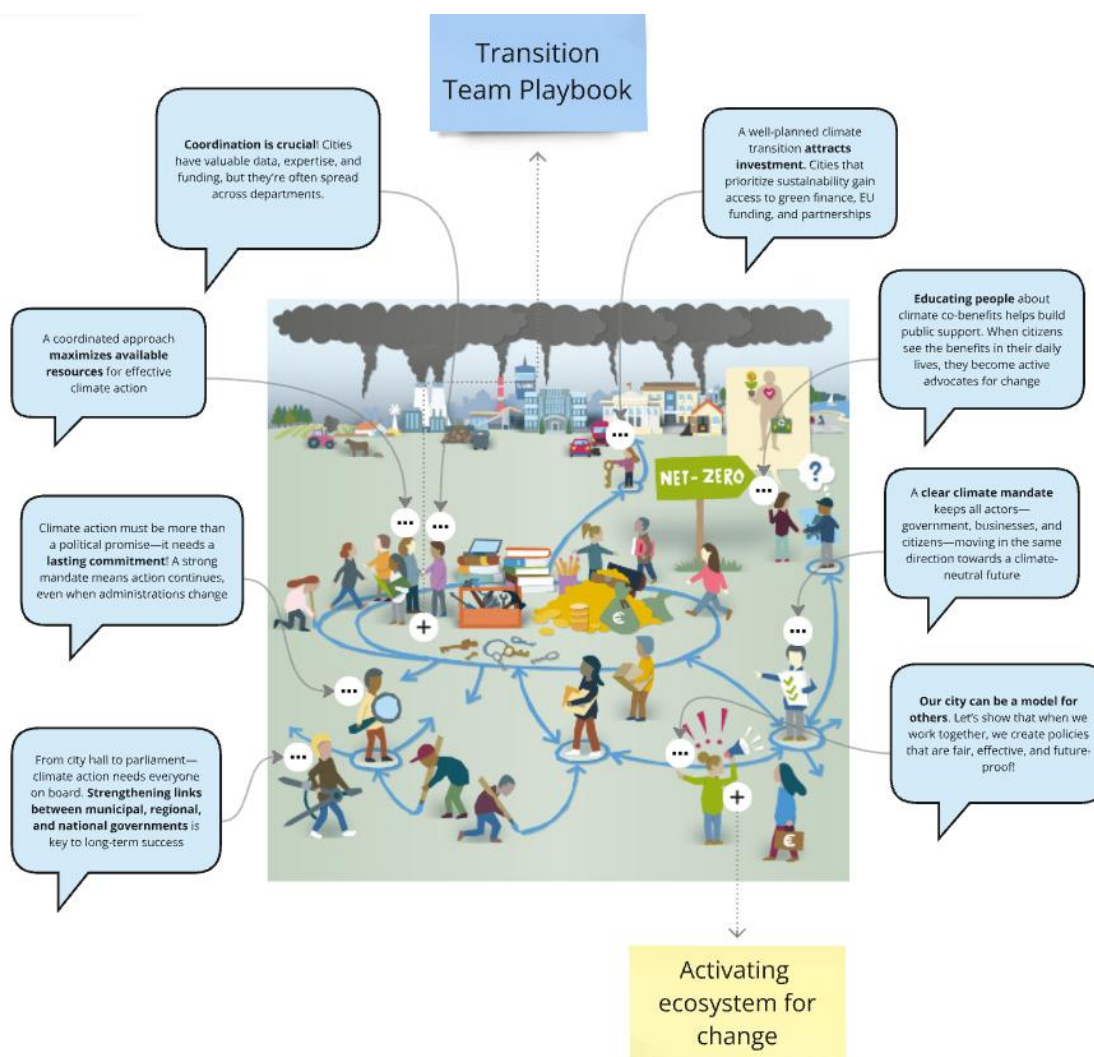 Transition
Team Playbook
Coordination is crucial! Cities
have valuable data, expertise, and
funding, but they're often spread
across departments.
A well-planned climate
transition attracts
investment. Cities that
prioritize sustainability gain
access to green finance, EU
funding, and partnerships
A coordinated approach
maximizes available
resources for effective
climate action
Educating people about
climate co-benefits helps build
public support. When citizens
see the benefits in their daily
lives, they become active
advocates for change
Climate action must be more than
a political promise—it needs a
lasting commitment! A strong
mandate means action continues,
even when administrations change
A clear climate mandate
keeps all actors—
government, businesses, and
citizens—moving in the same
direction towards a climate-
neutral future
From city hall to parliament—
climate action needs everyone
on board. Strengthening links
between municipal, regional,
and national governments is
key to long-term success
Our city can be a model for
others. Let's show that when we
work together, we create policies
that are fair, effective, and future-
proof!
NET-ZERO
?
€
!!!
€
Activating
ecosystem for
change